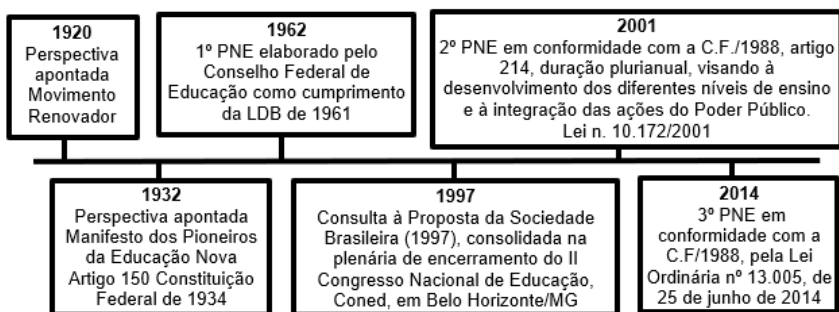 1920
Perspectiva
apontada
Movimento
Renovador
1962
1º PNE elaborado pelo
Conselho Federal de
Educação como cumprimento
da LDB de 1961
2001
2º PNE em conformidade com a C.F./1988, artigo
214, duração plurianual, visando à
desenvolvimento dos diferentes níveis de ensino
e à integração das ações do Poder Público.
Lei n. 10.172/2001
1932
Perspectiva apontada
Manifesto dos Pioneiros
da Educação Nova
Artigo 150 Constituição
Federal de 1934
1997
Consulta à Proposta da Sociedade
Brasileira (1997), consolidada na
plenária de encerramento do II
Congresso Nacional de Educação,
Coned, em Belo Horizonte/MG
2014
3º PNE em
conformidade com a
C.F/1988, pela Lei
Ordinária nº 13.005, de
25 de junho de 2014